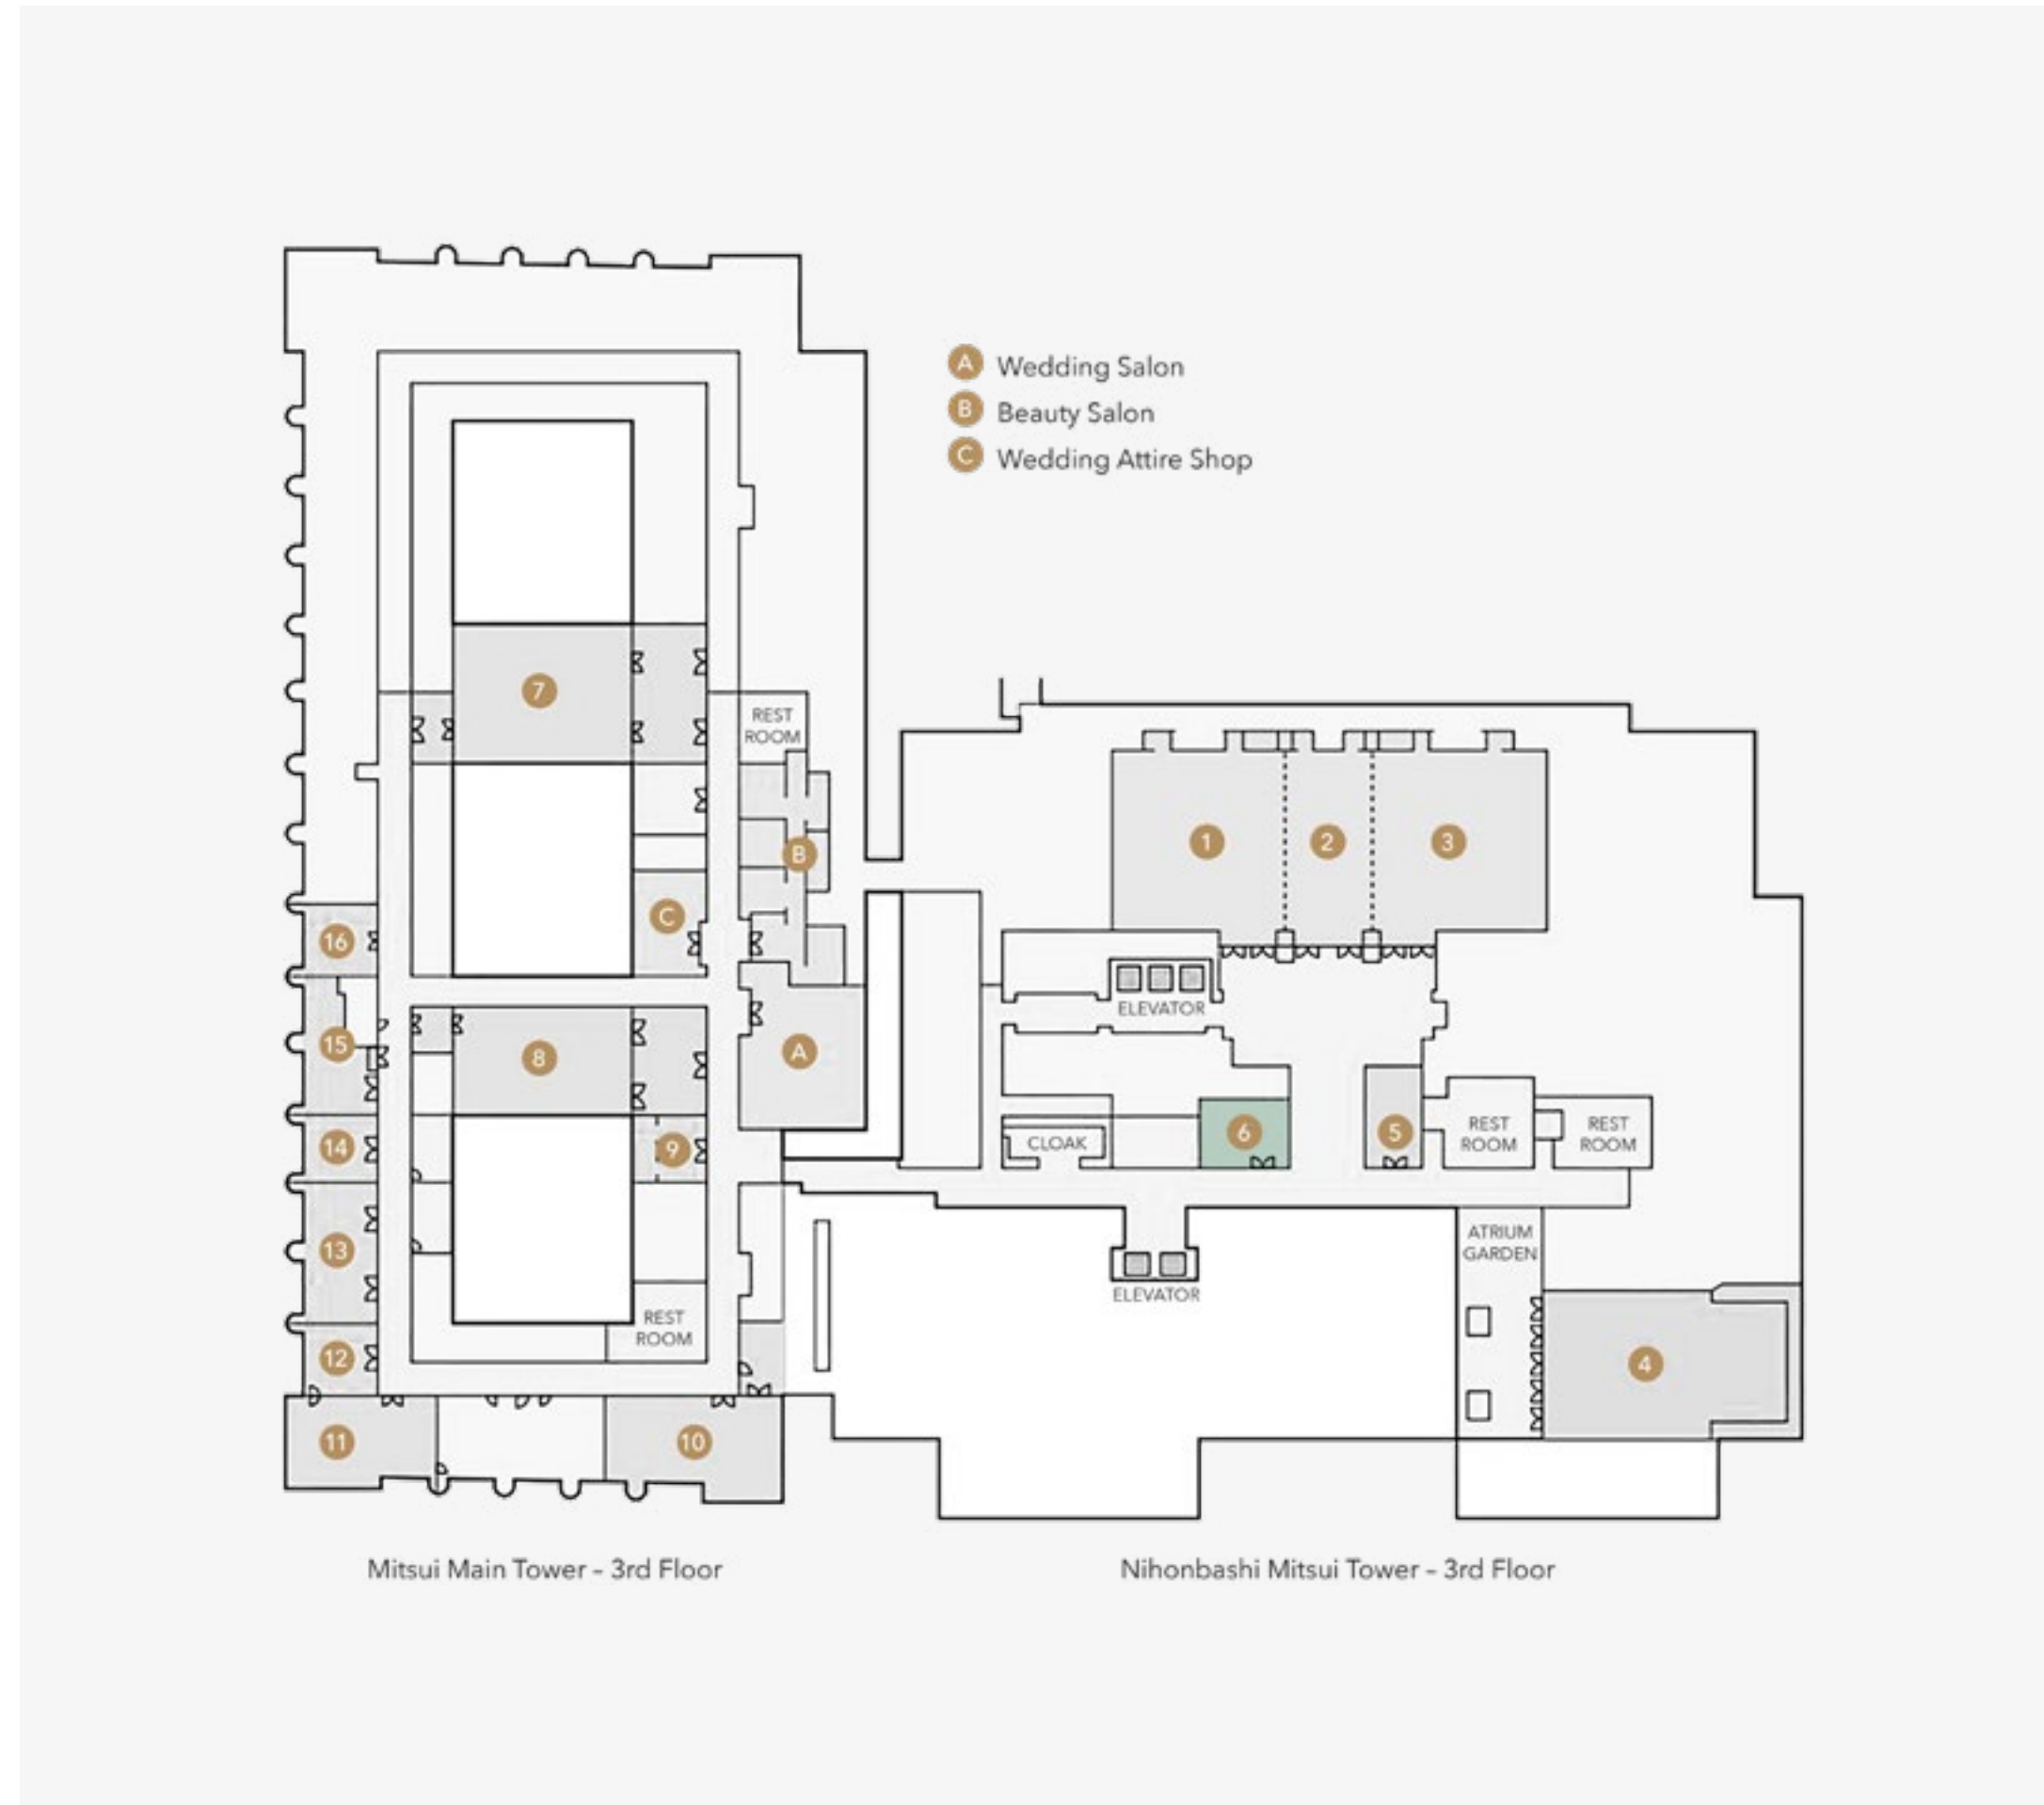 A Wedding Salon
B Beauty Salon
C Wedding Attire Shop
7
REST
ROOM
1
2
3
B
C
16
ELEVATOR
15
8
A
14
9
CLOAK
6
5
REST
ROOM
REST
ROOM
13
ATRIUM
GARDEN
ELEVATOR
REST
ROOM
12
4
11
10
Mitsui Main Tower – 3rd Floor
Nihonbashi Mitsui Tower – 3rd Floor